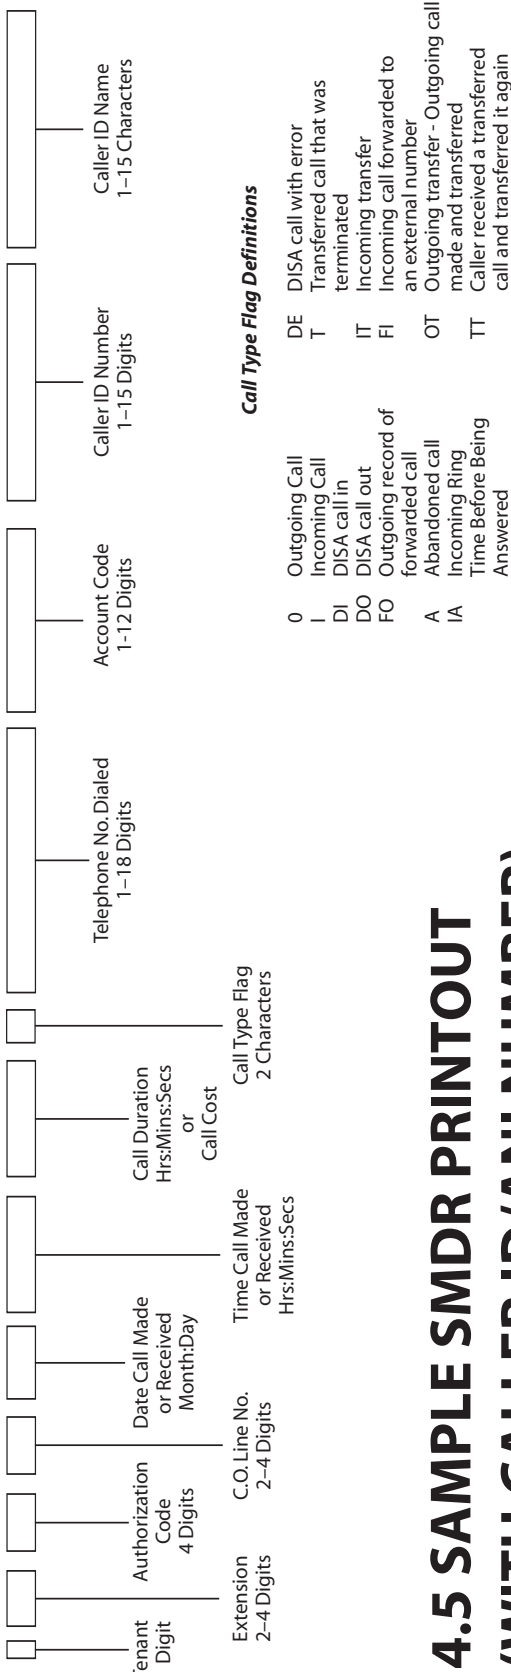 Tenant
Digit
Extension
2–4 Digits
Authorization
Code
4 Digits
C.O. Line No.
2–4 Digits
Date Call Made
or Received
Month:Day
Time Call Made
or Received
Hrs:Mins:Secs
Call Duration
Hrs:Mins:Secs
or
Call Cost
Call Type Flag
2 Characters
Telephone No. Dialed
1–18 Digits
Account Code
1-12 Digits
Caller ID Number
1–15 Digits
Caller ID Name
1–15 Characters
Call Type Flag Definitions
0 Outgoing Call
I Incoming Call
DI DISA call in
DO DISA call out
FO Outgoing record of
forwarded call
A Abandoned call
IA Incoming Ring
Time Before Being
Answered
DE DISA call with error
T Transferred call that was
terminated
IT Incoming transfer
FI Incoming call forwarded to
an external number
OT Outgoing transfer - Outgoing call
made and transferred
TT Caller received a transferred
call and transferred it again
4.5 SAMPLE SMDR PRINTOUT
(WITH CALLER ID/ANI NUMBER)